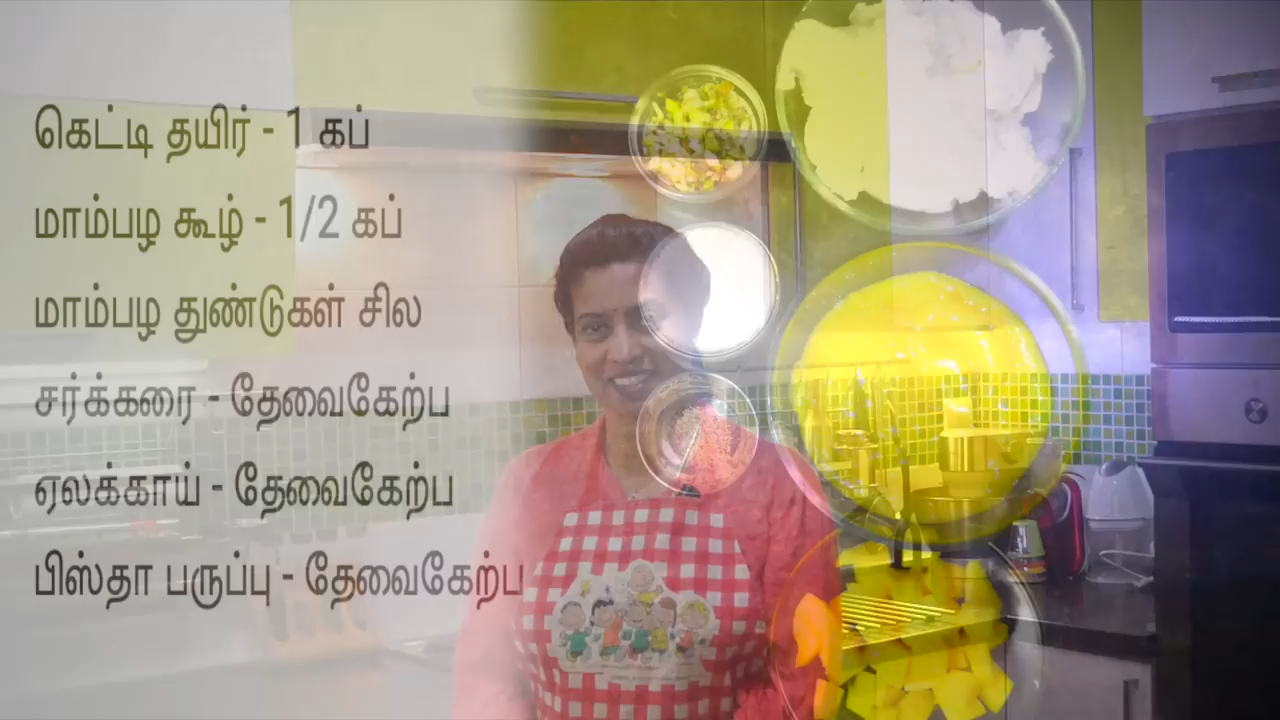 கெட்டி தயிர் - 1 கப்
மாம்பழ கூழ் - 1/2 கப்
மாம்பழ துண்டுகள் சில
சர்க்கரை - தேவைகேற்ப
ஏலக்காய் - தேவைகேற்ப
பிஸ்தா பருப்பு - தேவைகேற்ப